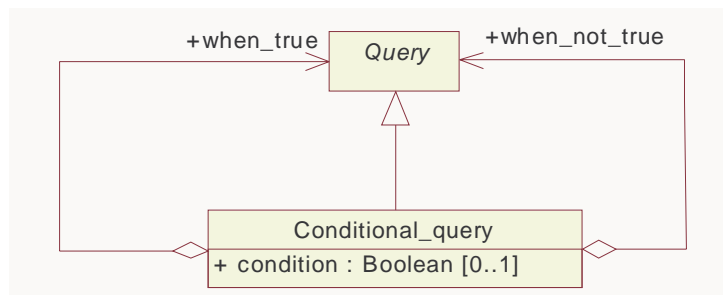 +when_true
Query
+when_not_true
Conditional_query
+ condition : Boolean [0..1]